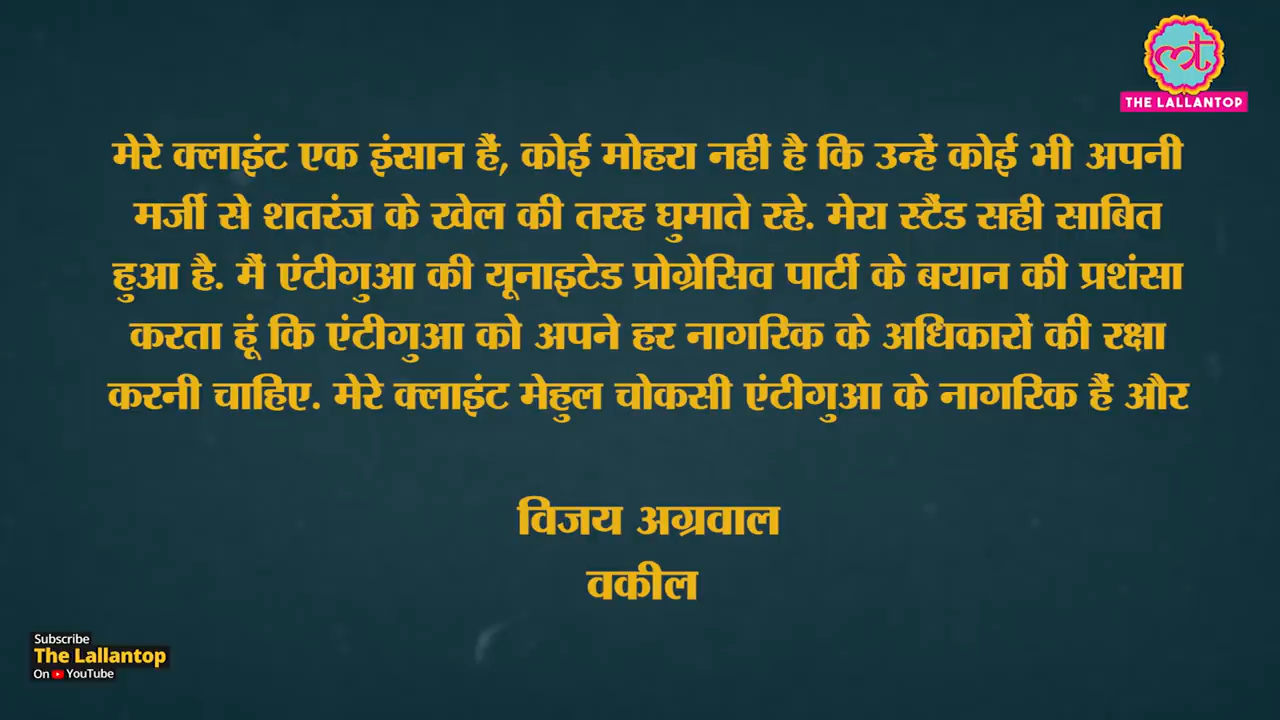 THE LALLANTOP
मेरे क्लाइंट एक इंसान हैं, कोई मोहरा नहीं है कि उन्हें कोई भी अपनी
मर्जी से शतरंज के खेल की तरह घुमाते रहे. मेरा स्टैंड सही साबित
हुआ है. मैं एंटीगुआ की यूनाइटेड प्रोग्रेसिव पार्टी के बयान की प्रशंसा
करता हूं कि एंटीगुआ को अपने हर नागरिक के अधिकारों की रक्षा
करनी चाहिए. मेरे क्लाइंट मेहुल चोकसी एंटीगुआ के नागरिक हैं और
विजय अग्रवाल
वकील
Subscribe
The Lallantop
On YouTube